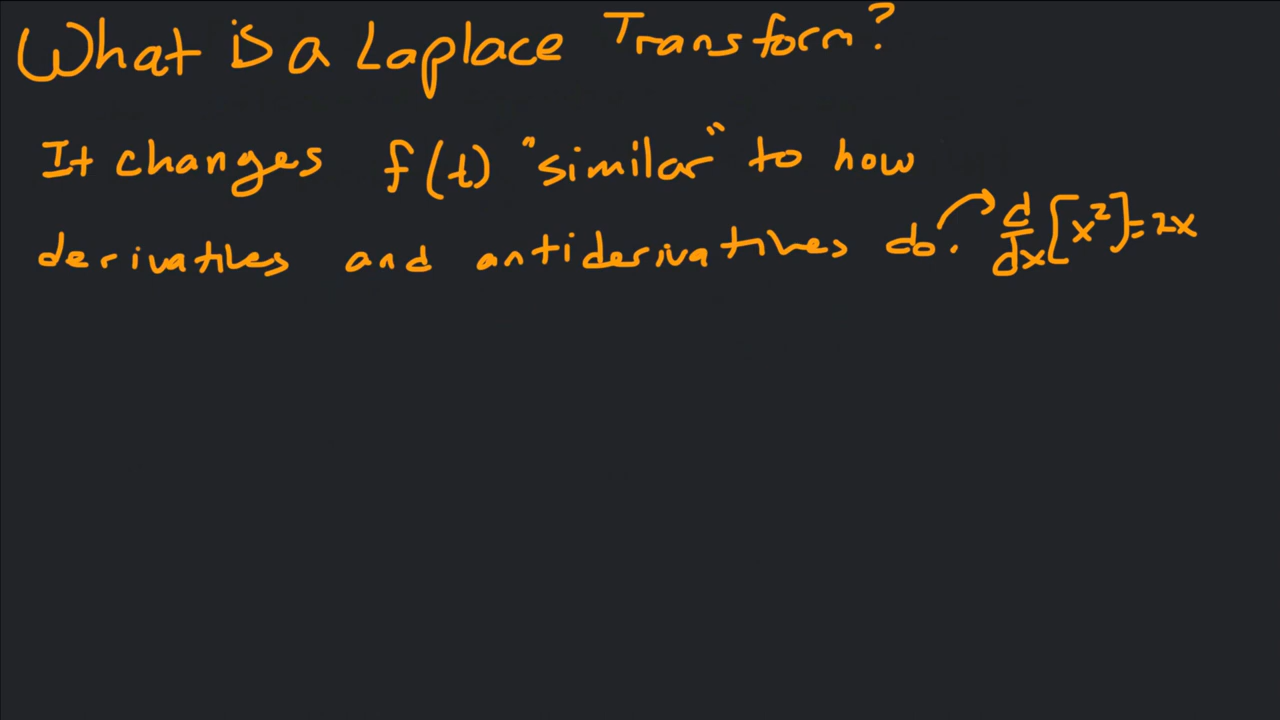 What is a Laplace Transform?
It changes f(t) "similar" to how
derivatives and antiderivatives do. d/dx[x²]=2x